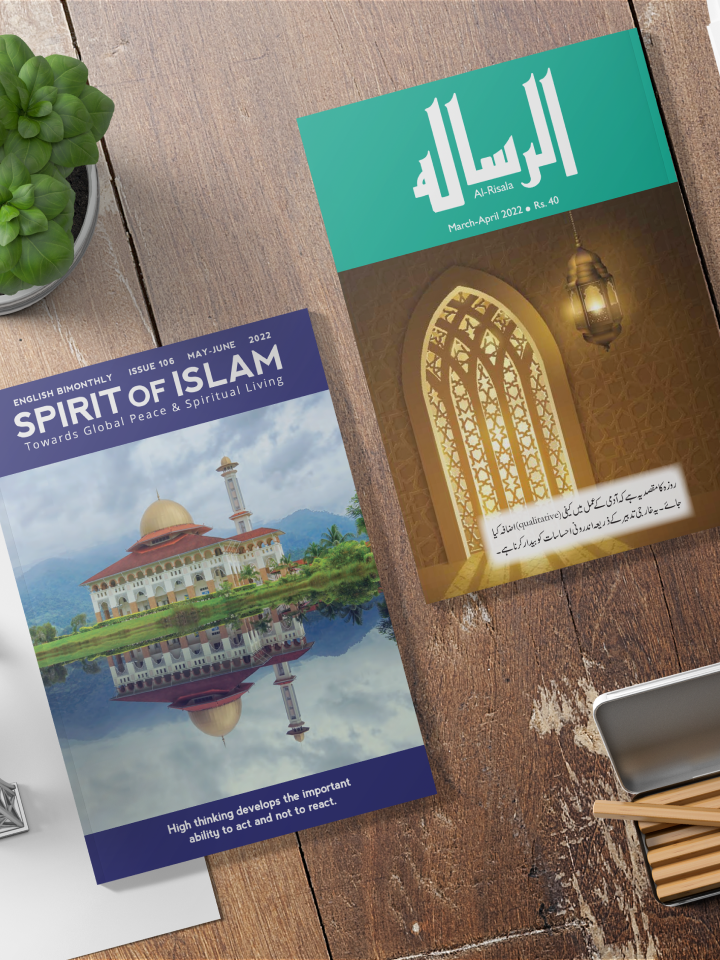 ENGLISH BIMONTHLY ISSUE 106 MAY-JUNE 2022
SPIRIT OF ISLAM
Towards Global Peace & Spiritual Living
High thinking develops the important
ability to act and not to react.
الرسالہ
Al-Risala
March-April 2022 • Rs. 40
روزہ کا مقصد یہ ہے کہ آدمی کے عمل میں کیفی (qualitative) اضافہ کیا
جائے۔ یہ خارجی تدبیر کے ذریعہ اندرونی احساسات کو بیدار کرنا ہے۔